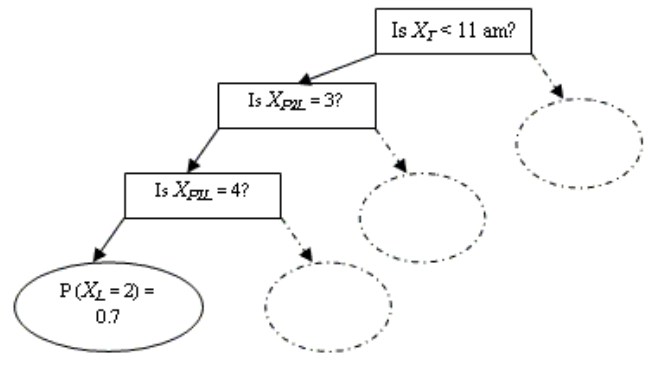 Is X_T < 11 am?
Is X_P2L = 3?
Is X_P1L = 4?
P (X_L = 2) =
0.7